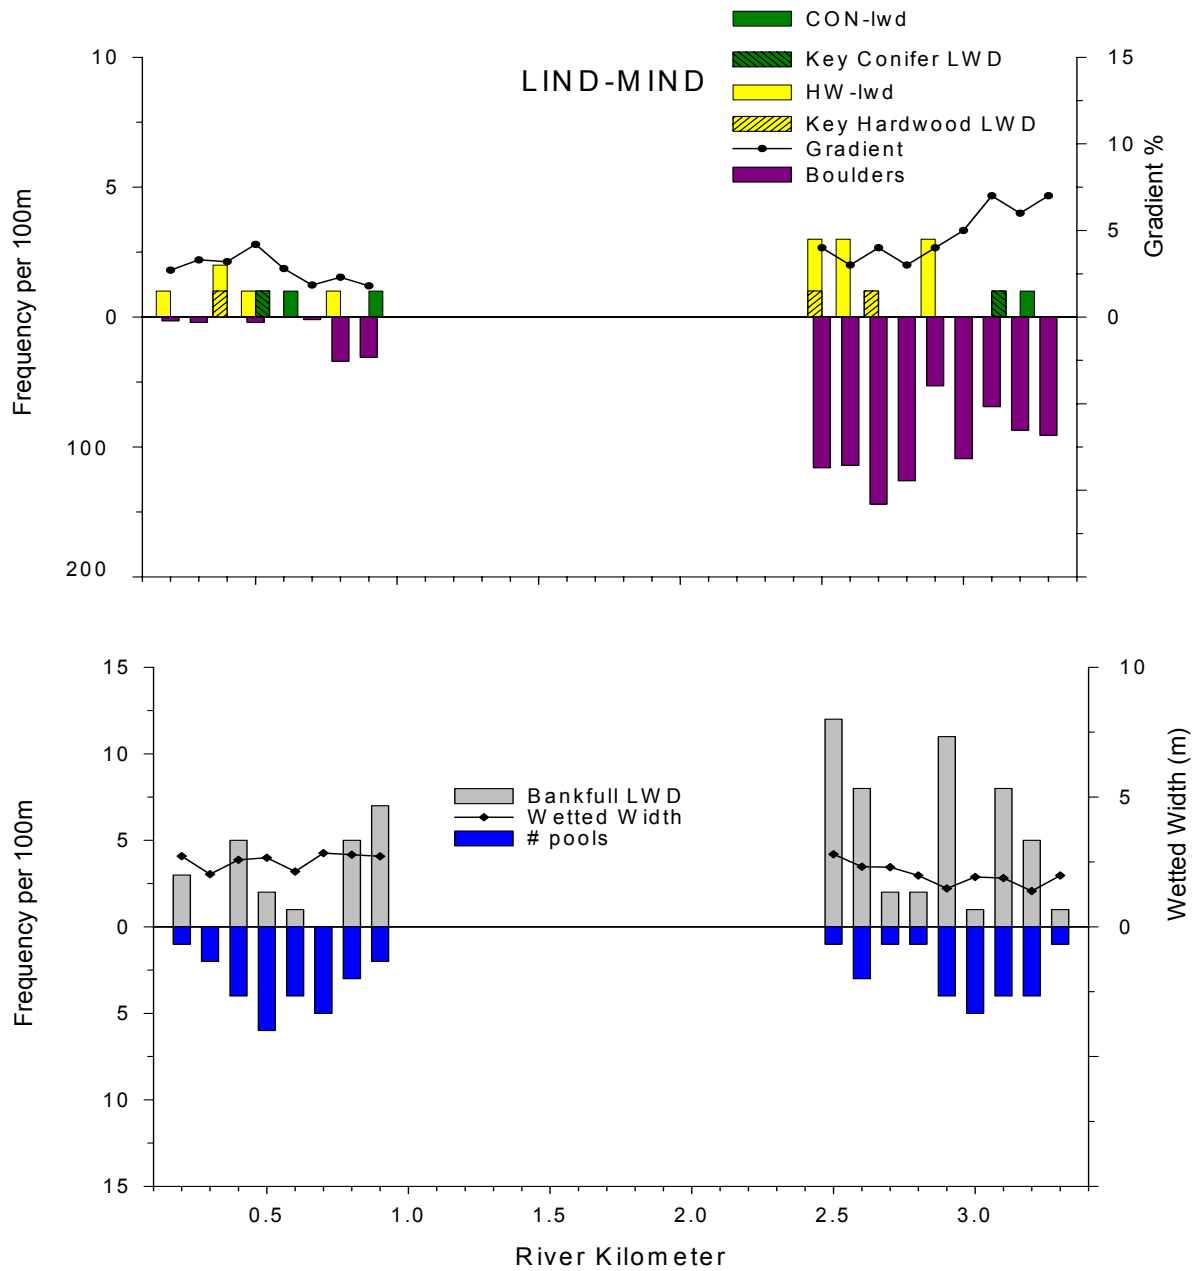 CON-lwd
Key Conifer LWD
HW-lwd
Key Hardwood LWD
Gradient
Boulders
LIND-MIND
10
5
0
100
200
Frequency per 100m
15
10
5
0
Gradient %
15
10
5
0
5
10
15
Frequency per 100m
Bankfull LWD
Wetted Width
# pools
10
5
0
Wetted Width (m)
0.5 1.0 1.5 2.0 2.5 3.0
River Kilometer